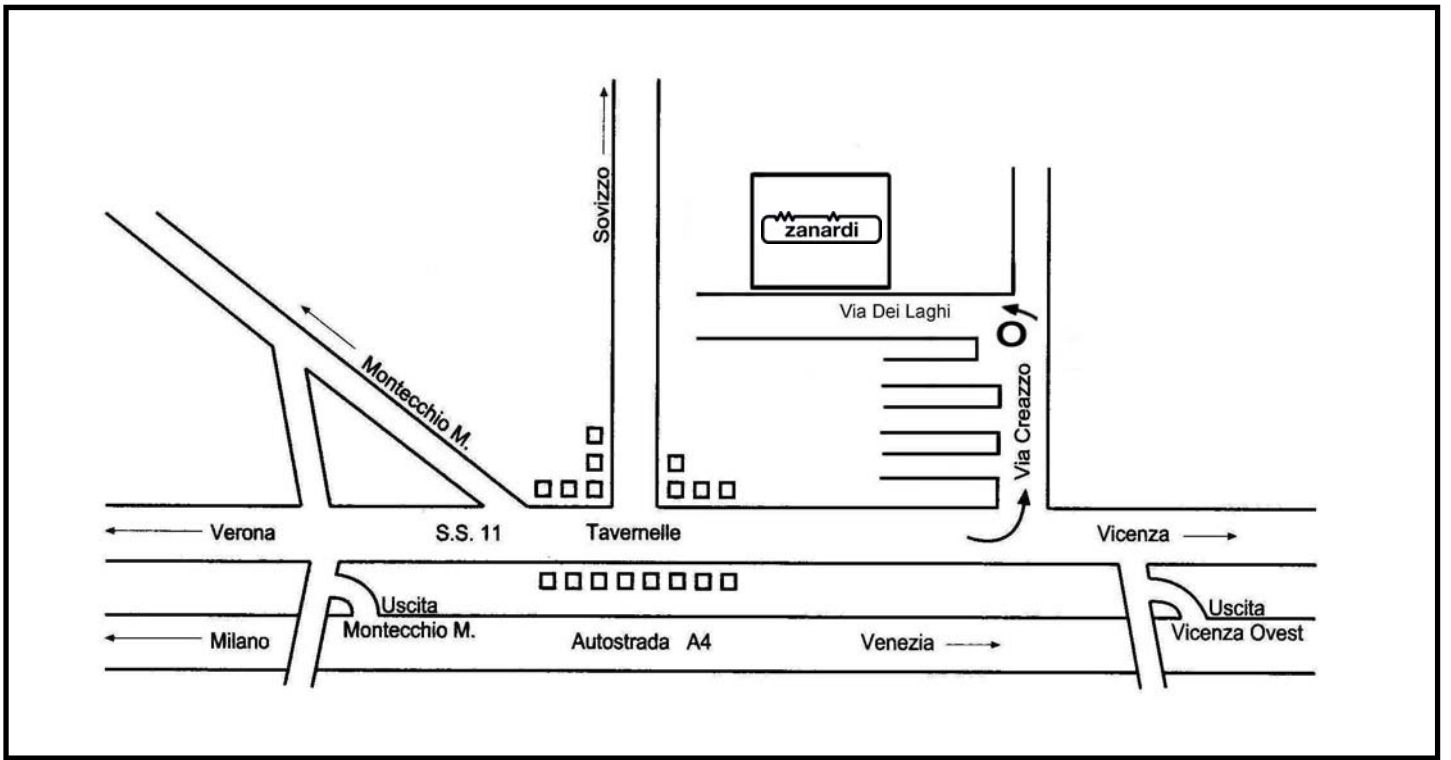 Sovizzo
zanardi
Via Dei Laghi
O
Montecchio M.
Via Creazzo
Verona
S.S. 11
Tavernelle
Vicenza
Uscita
Montecchio M.
Uscita
Vicenza Ovest
Milano
Autostrada A4
Venezia